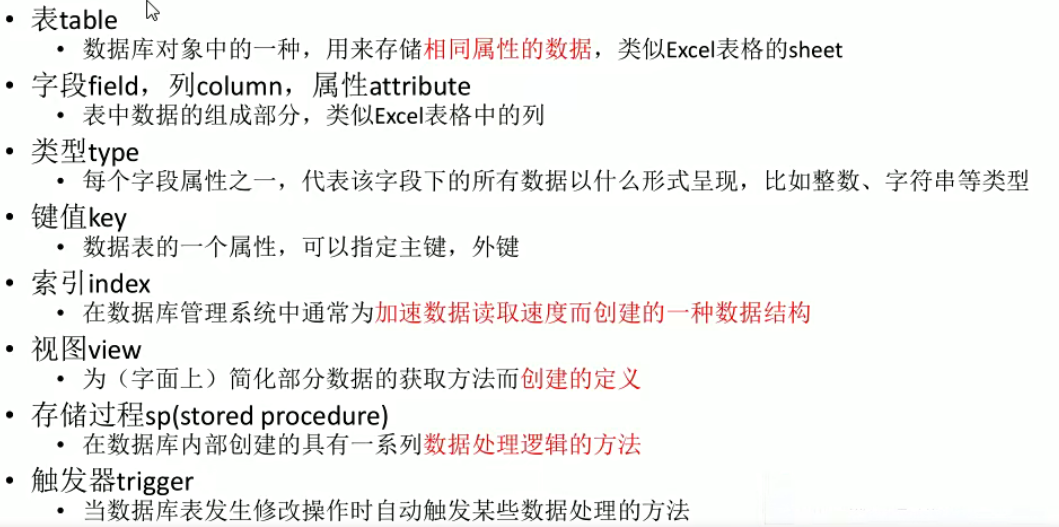 • 表table
• 数据库对象中的一种，用来存储相同属性的数据，类似Excel表格的sheet
• 字段field，列column，属性attribute
• 表中数据的组成部分，类似Excel表格中的列
• 类型type
• 每个字段属性之一，代表该字段下的所有数据以什么形式呈现，比如整数、字符串等类型
• 键值key
• 数据表的一个属性，可以指定主键，外键
• 索引index
• 在数据库管理系统中通常为加速数据读取速度而创建的一种数据结构
• 视图view
• 为（字面上）简化部分数据的获取方法而创建的定义
• 存储过程sp(stored procedure)
• 在数据库内部创建的具有一系列数据处理逻辑的方法
• 触发器trigger
• 当数据库表发生修改操作时自动触发某些数据处理的方法